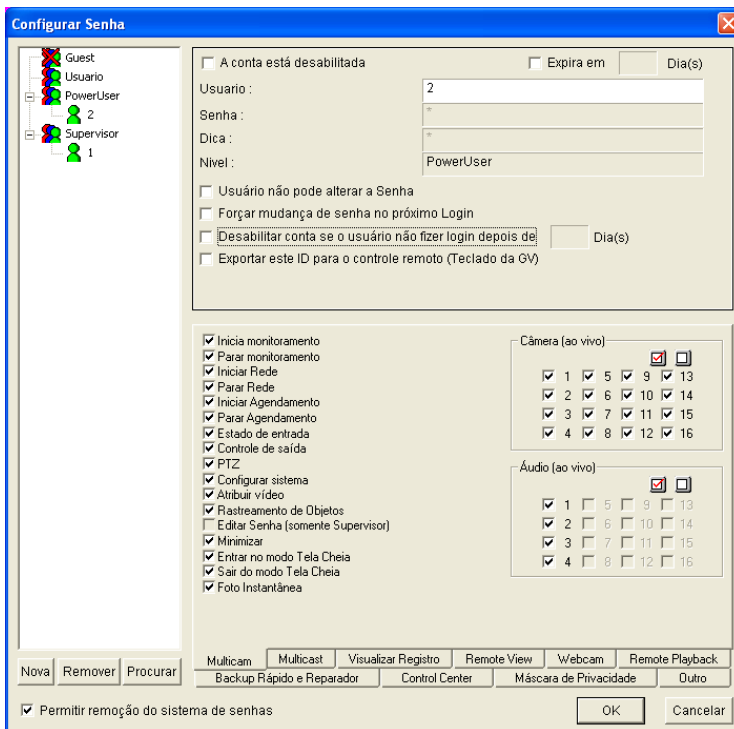 Configurar Senha
Guest
Usuario
PowerUser
2
Supervisor
1
A conta está desabilitada
Expira em
Dia(s)
Usuario :
2
Senha :
*
Dica :
*
Nivel :
PowerUser
Usuário não pode alterar a Senha
Forçar mudança de senha no próximo Login
Desabilitar conta se o usuário não fizer login depois de
Dia(s)
Exportar este ID para o controle remoto (Teclado da GV)
Inicia monitoramento
Parar monitoramento
Iniciar Rede
Parar Rede
Iniciar Agendamento
Parar Agendamento
Estado de entrada
Controle de saída
PTZ
Configurar sistema
Atribuir vídeo
Rastreamento de Objetos
Editar Senha (somente Supervisor)
Minimizar
Entrar no modo Tela Cheia
Sair do modo Tela Cheia
Foto Instantânea
Câmera (ao vivo)
1 5 9 13
2 6 10 14
3 7 11 15
4 8 12 16
Áudio (ao vivo)
1 5 9 13
2 6 10 14
3 7 11 15
4 8 12 16
Multicam Multicast Visualizar Registro Remote View Webcam Remote Playback
Backup Rápido e Reparador Control Center Máscara de Privacidade Outro
Nova Remover Procurar
Permitir remoção do sistema de senhas
OK Cancelar